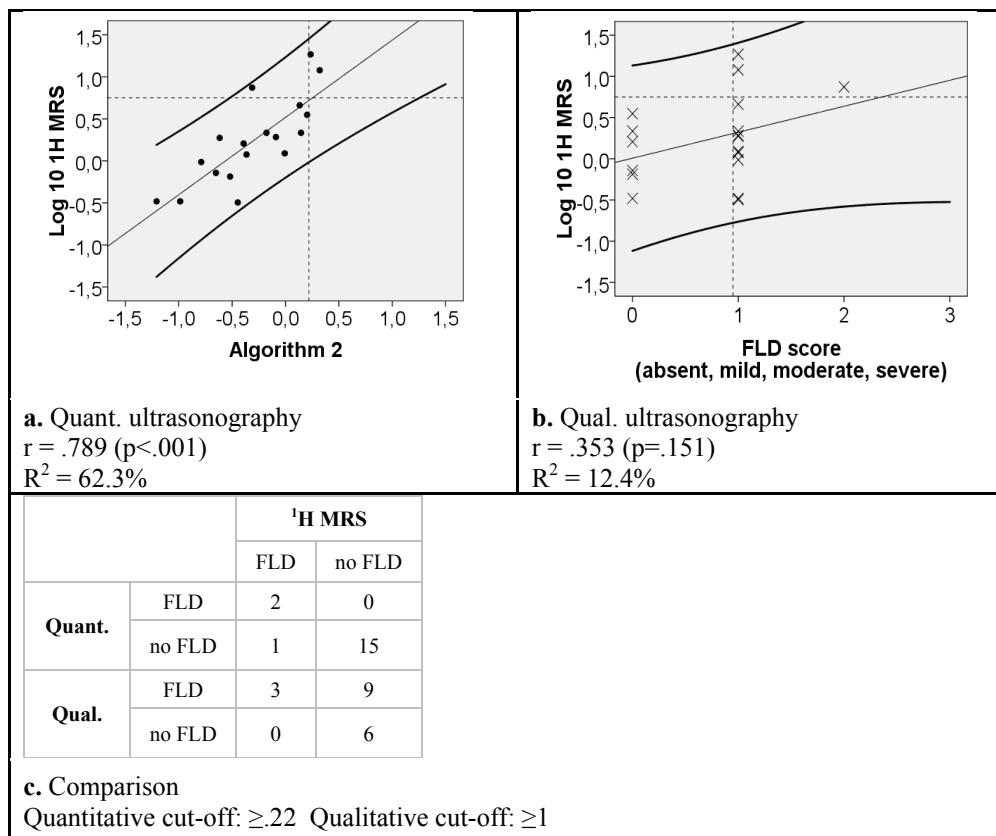 1,5
1,0
0,5
0,0
-0,5
-1,0
-1,5
Log 10 1H MRS
-1,5 -1,0 -0,5 0,0 0,5 1,0 1,5
Algorithm 2
a. Quant. ultrasonography
r = .789 (p<.001)
R² = 62.3%
1,5
1,0
0,5
0,0
-0,5
-1,0
-1,5
Log 10 1H MRS
0 1 2 3
FLD score
(absent, mild, moderate, severe)
b. Qual. ultrasonography
r = .353 (p=.151)
R² = 12.4%
¹H MRS
FLD no FLD
Quant. FLD 2 0
no FLD 1 15
Qual. FLD 3 9
no FLD 0 6
c. Comparison
Quantitative cut-off: ≥.22 Qualitative cut-off: ≥1